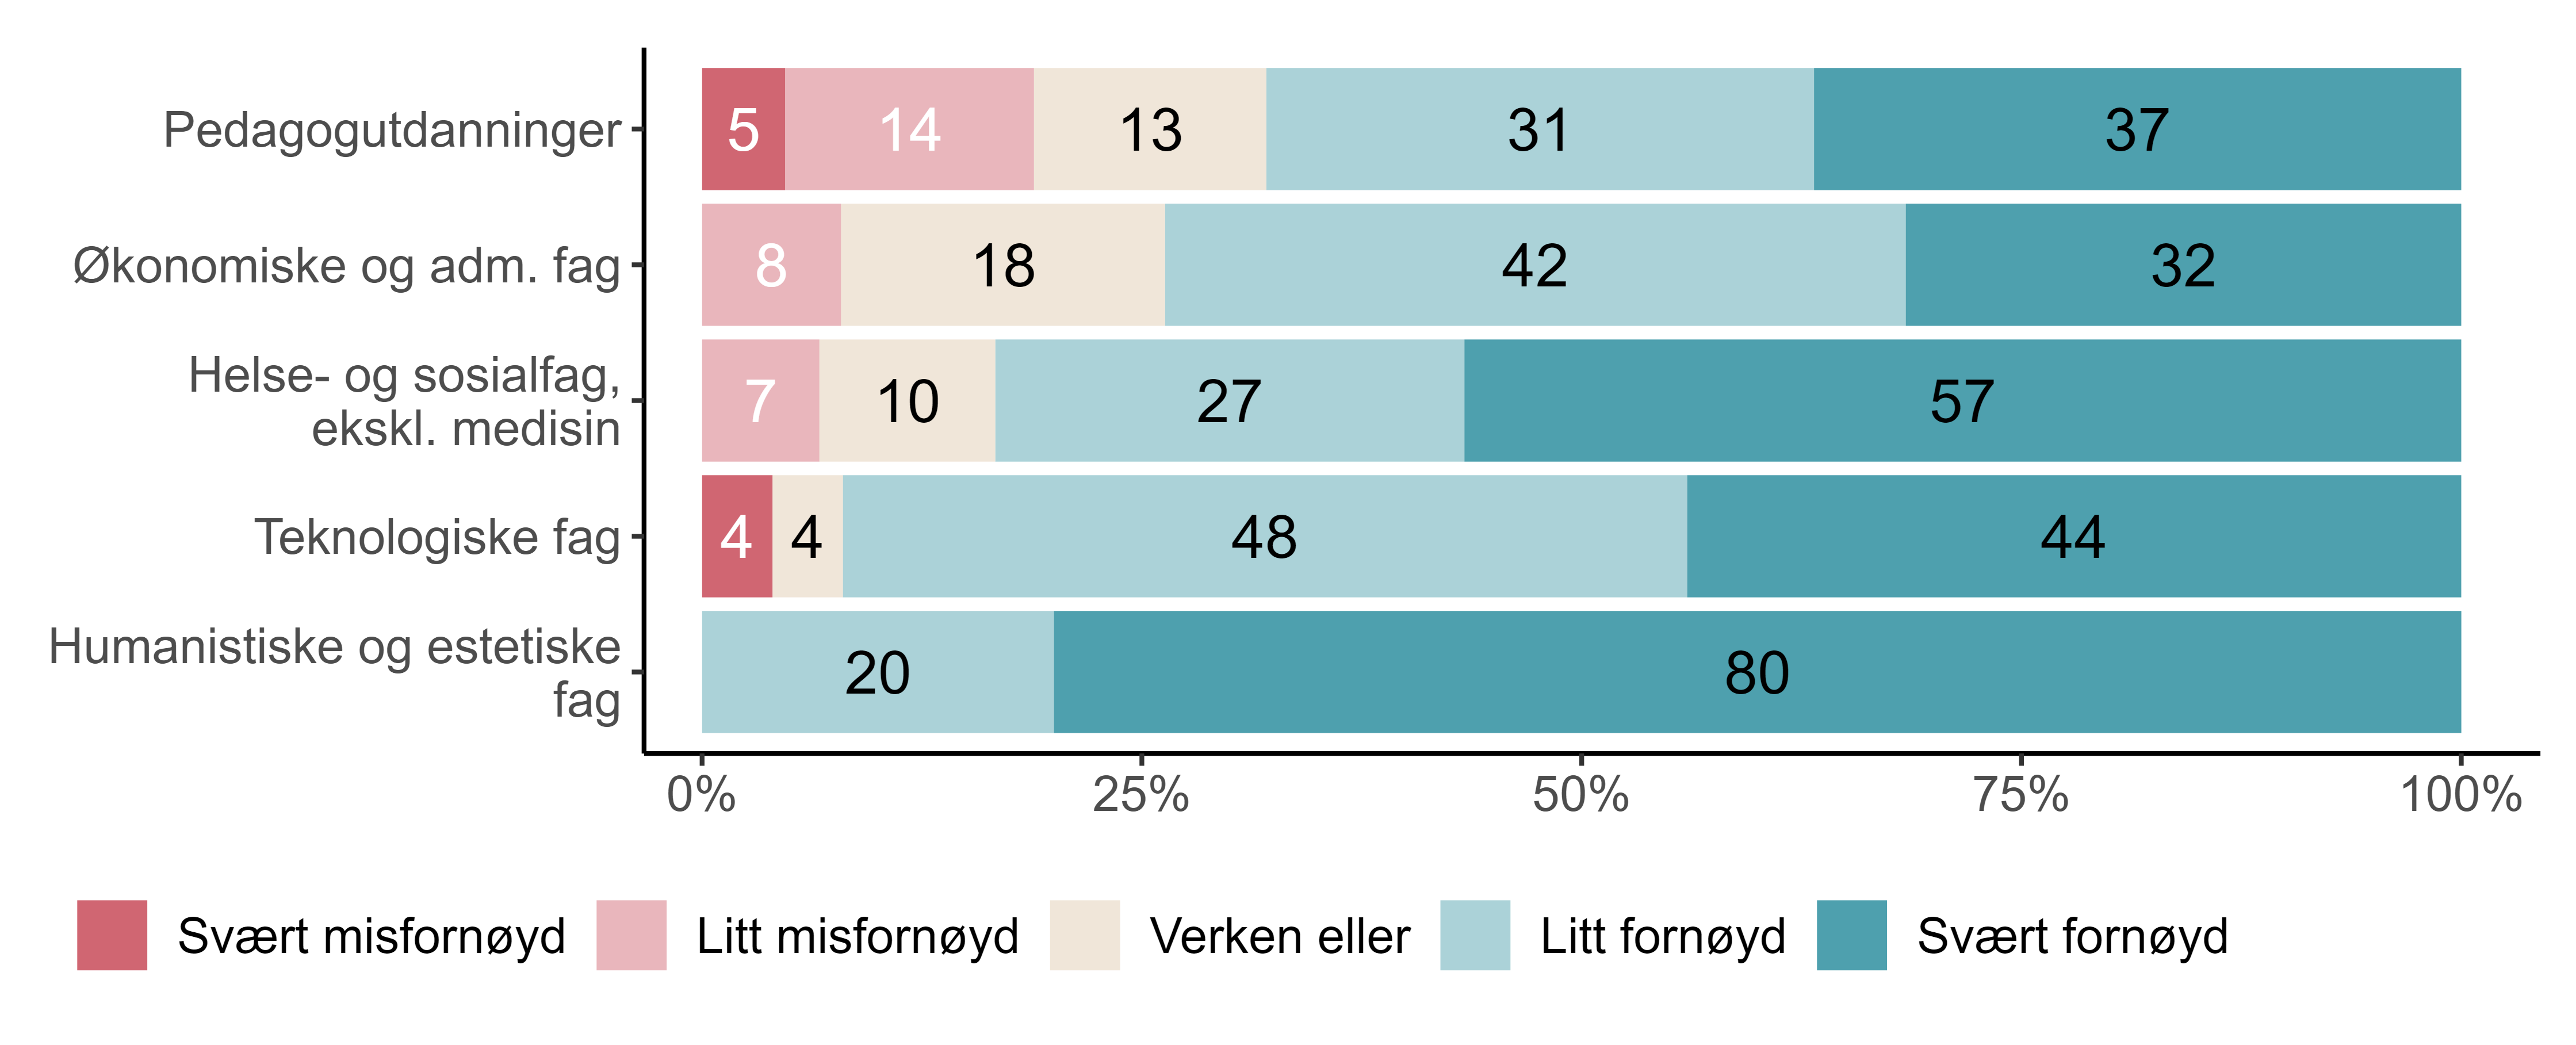 Pedagogutdanninger
5 14 13 31 37
Økonomiske og adm. fag
8 18 42 32
Helse- og sosialfag,
ekskl. medisin
7 10 27 57
Teknologiske fag
4 4 48 44
Humanistiske og estetiske
fag
20 80
0% 25% 50% 75% 100%
Svært misfornøyd Litt misfornøyd Verken eller Litt fornøyd Svært fornøyd